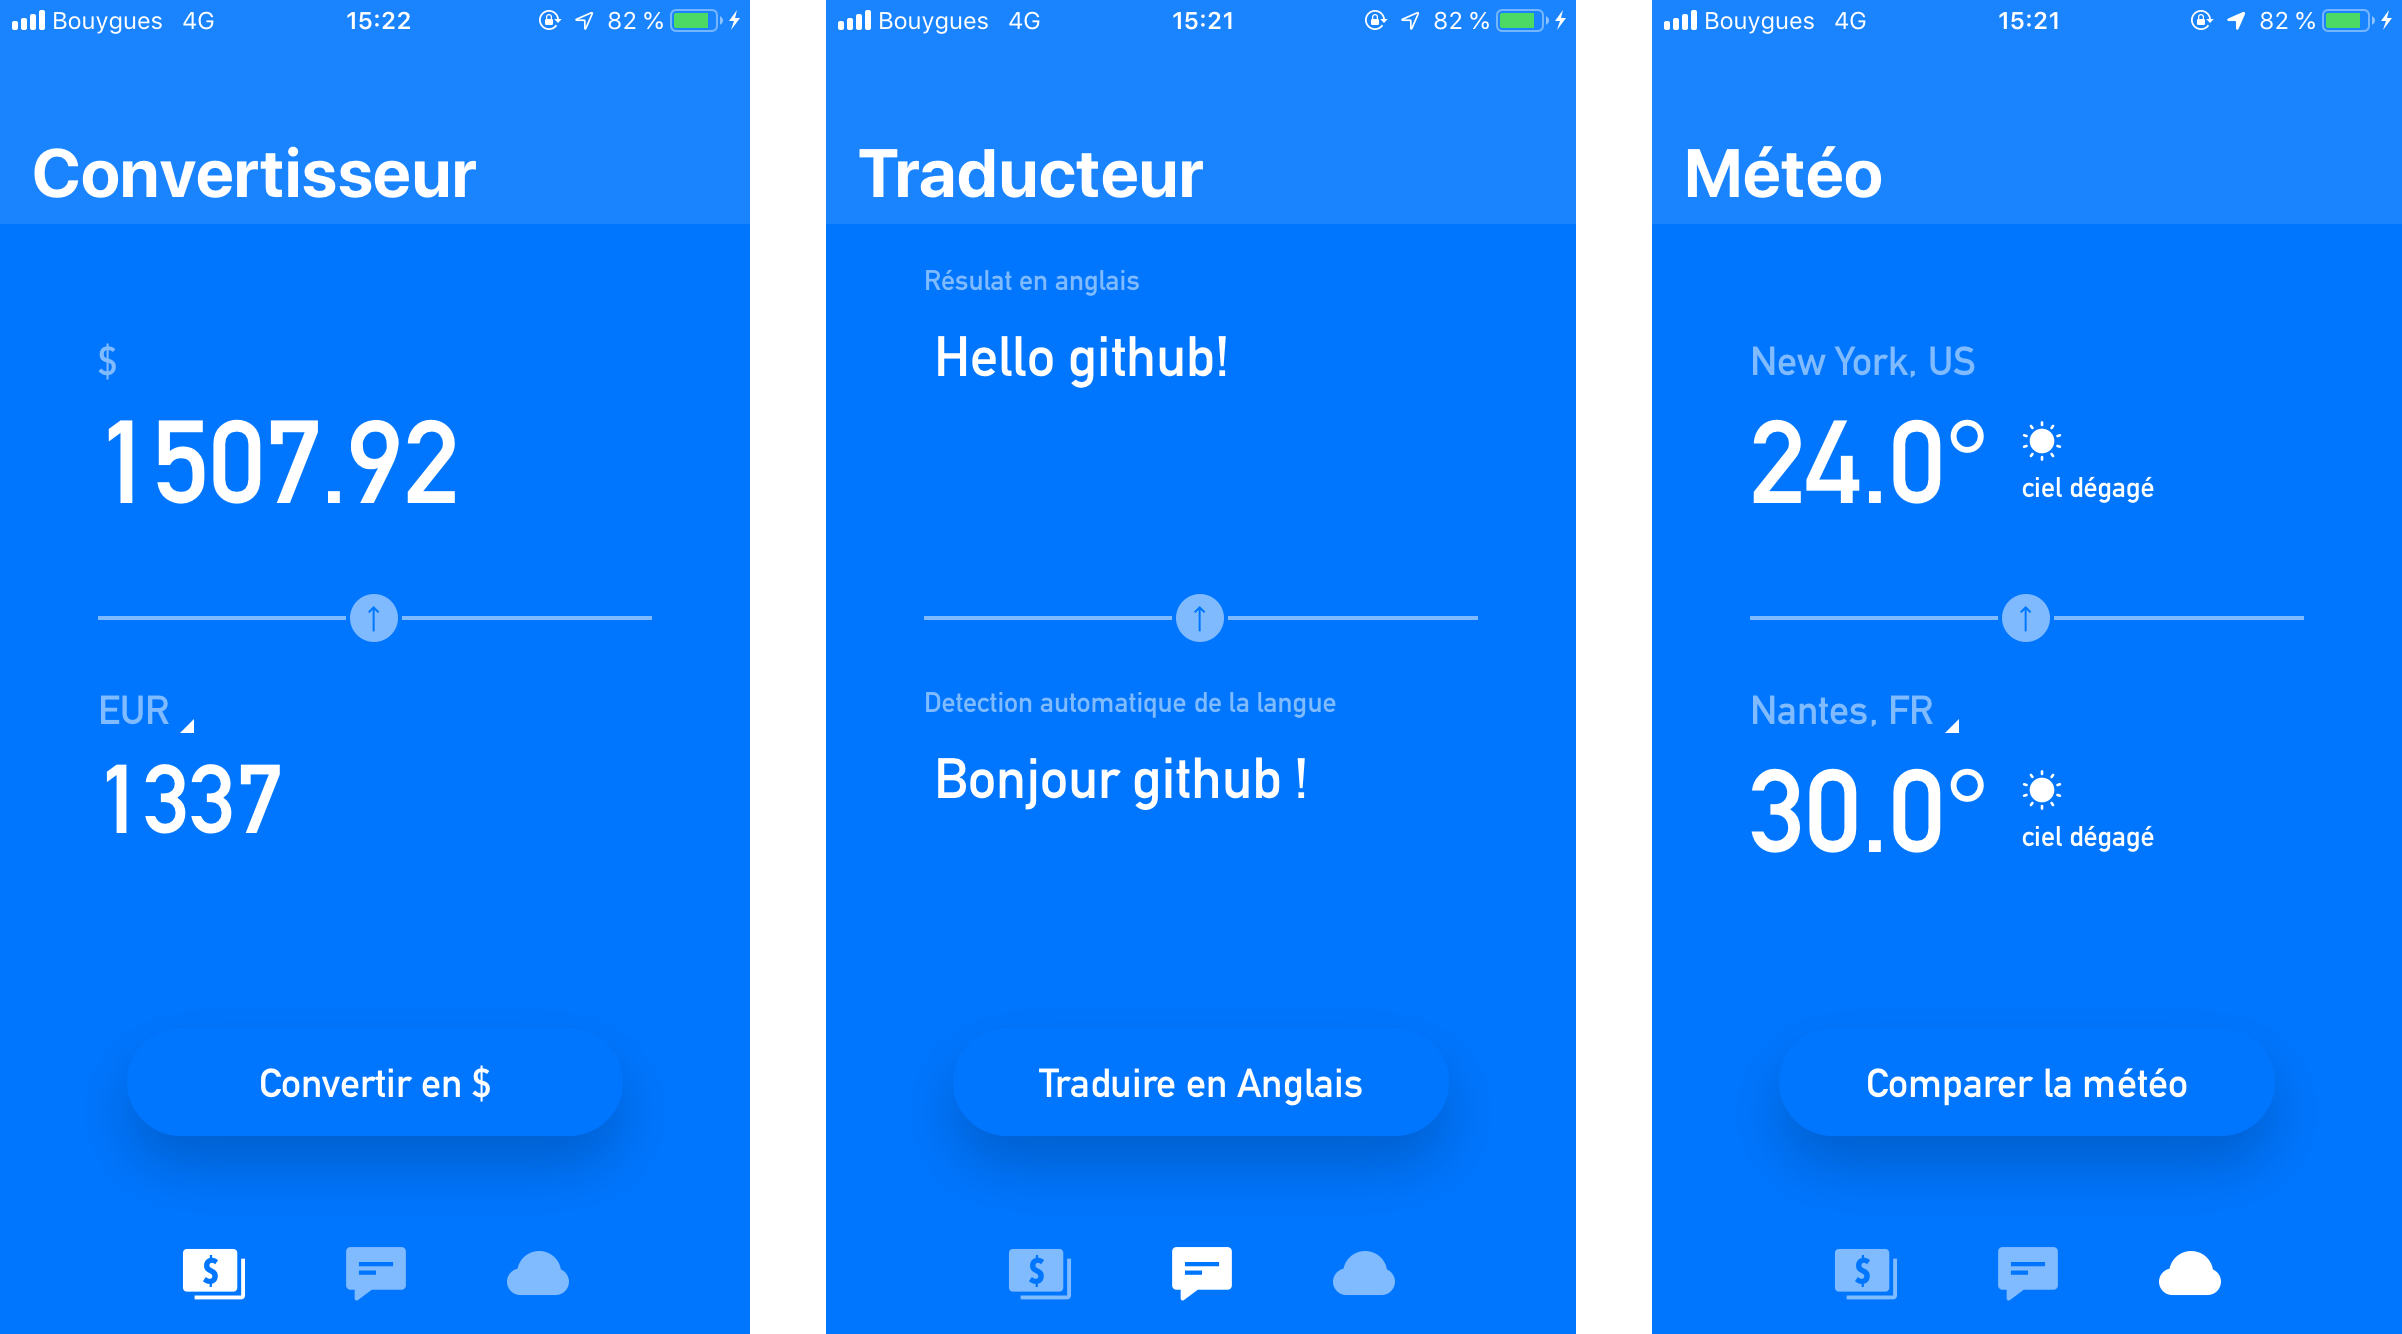 Bouygues 4G 15:22 82 %
Convertisseur
$
1507.92
↑
EUR
1337
Convertir en $
$
Bouygues 4G 15:21 82 %
Traducteur
Résulat en anglais
Hello github!
↑
Detection automatique de la langue
Bonjour github !
Traduire en Anglais
$
Bouygues 4G 15:21 82 %
Météo
New York, US
24.0°
ciel dégagé
↑
Nantes, FR
30.0°
ciel dégagé
Comparer la météo
$